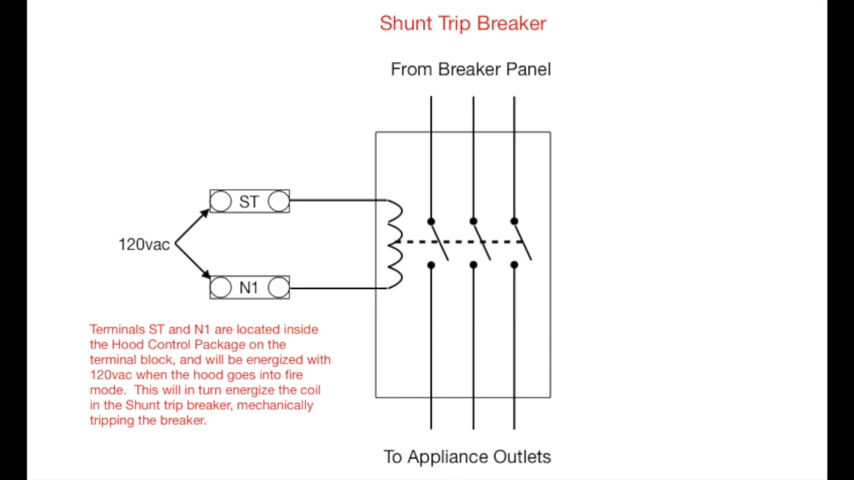 Shunt Trip Breaker
From Breaker Panel
ST
120vac
N1
Terminals ST and N1 are located inside
the Hood Control Package on the
terminal block, and will be energized with
120vac when the hood goes into fire
mode. This will in turn energize the coil
in the Shunt trip breaker, mechanically
tripping the breaker.
To Appliance Outlets